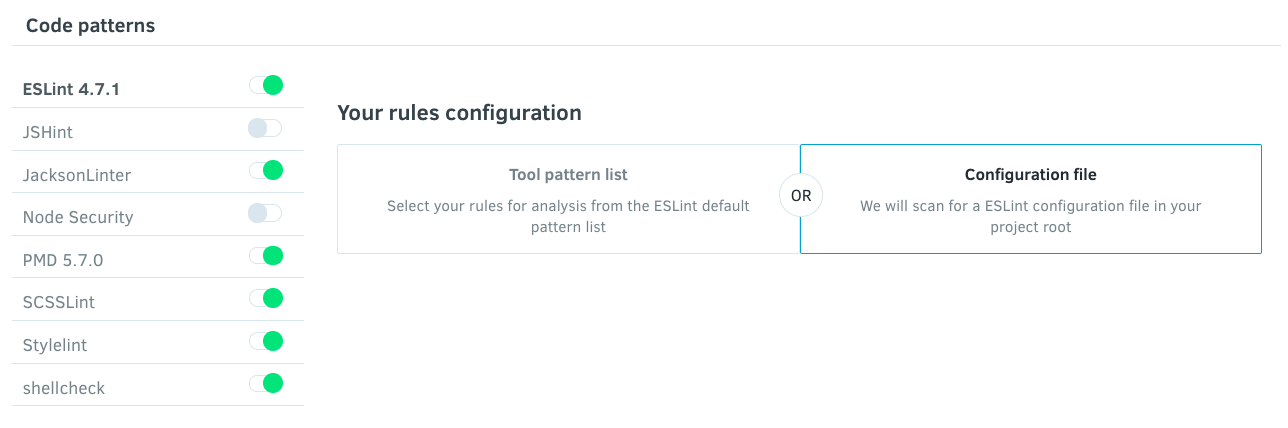 Code patterns
ESLint 4.7.1
JSHint
JacksonLinter
Node Security
PMD 5.7.0
SCSSLint
Stylelint
shellcheck
Your rules configuration
Tool pattern list
Select your rules for analysis from the ESLint default
pattern list
OR
Configuration file
We will scan for a ESLint configuration file in your
project root